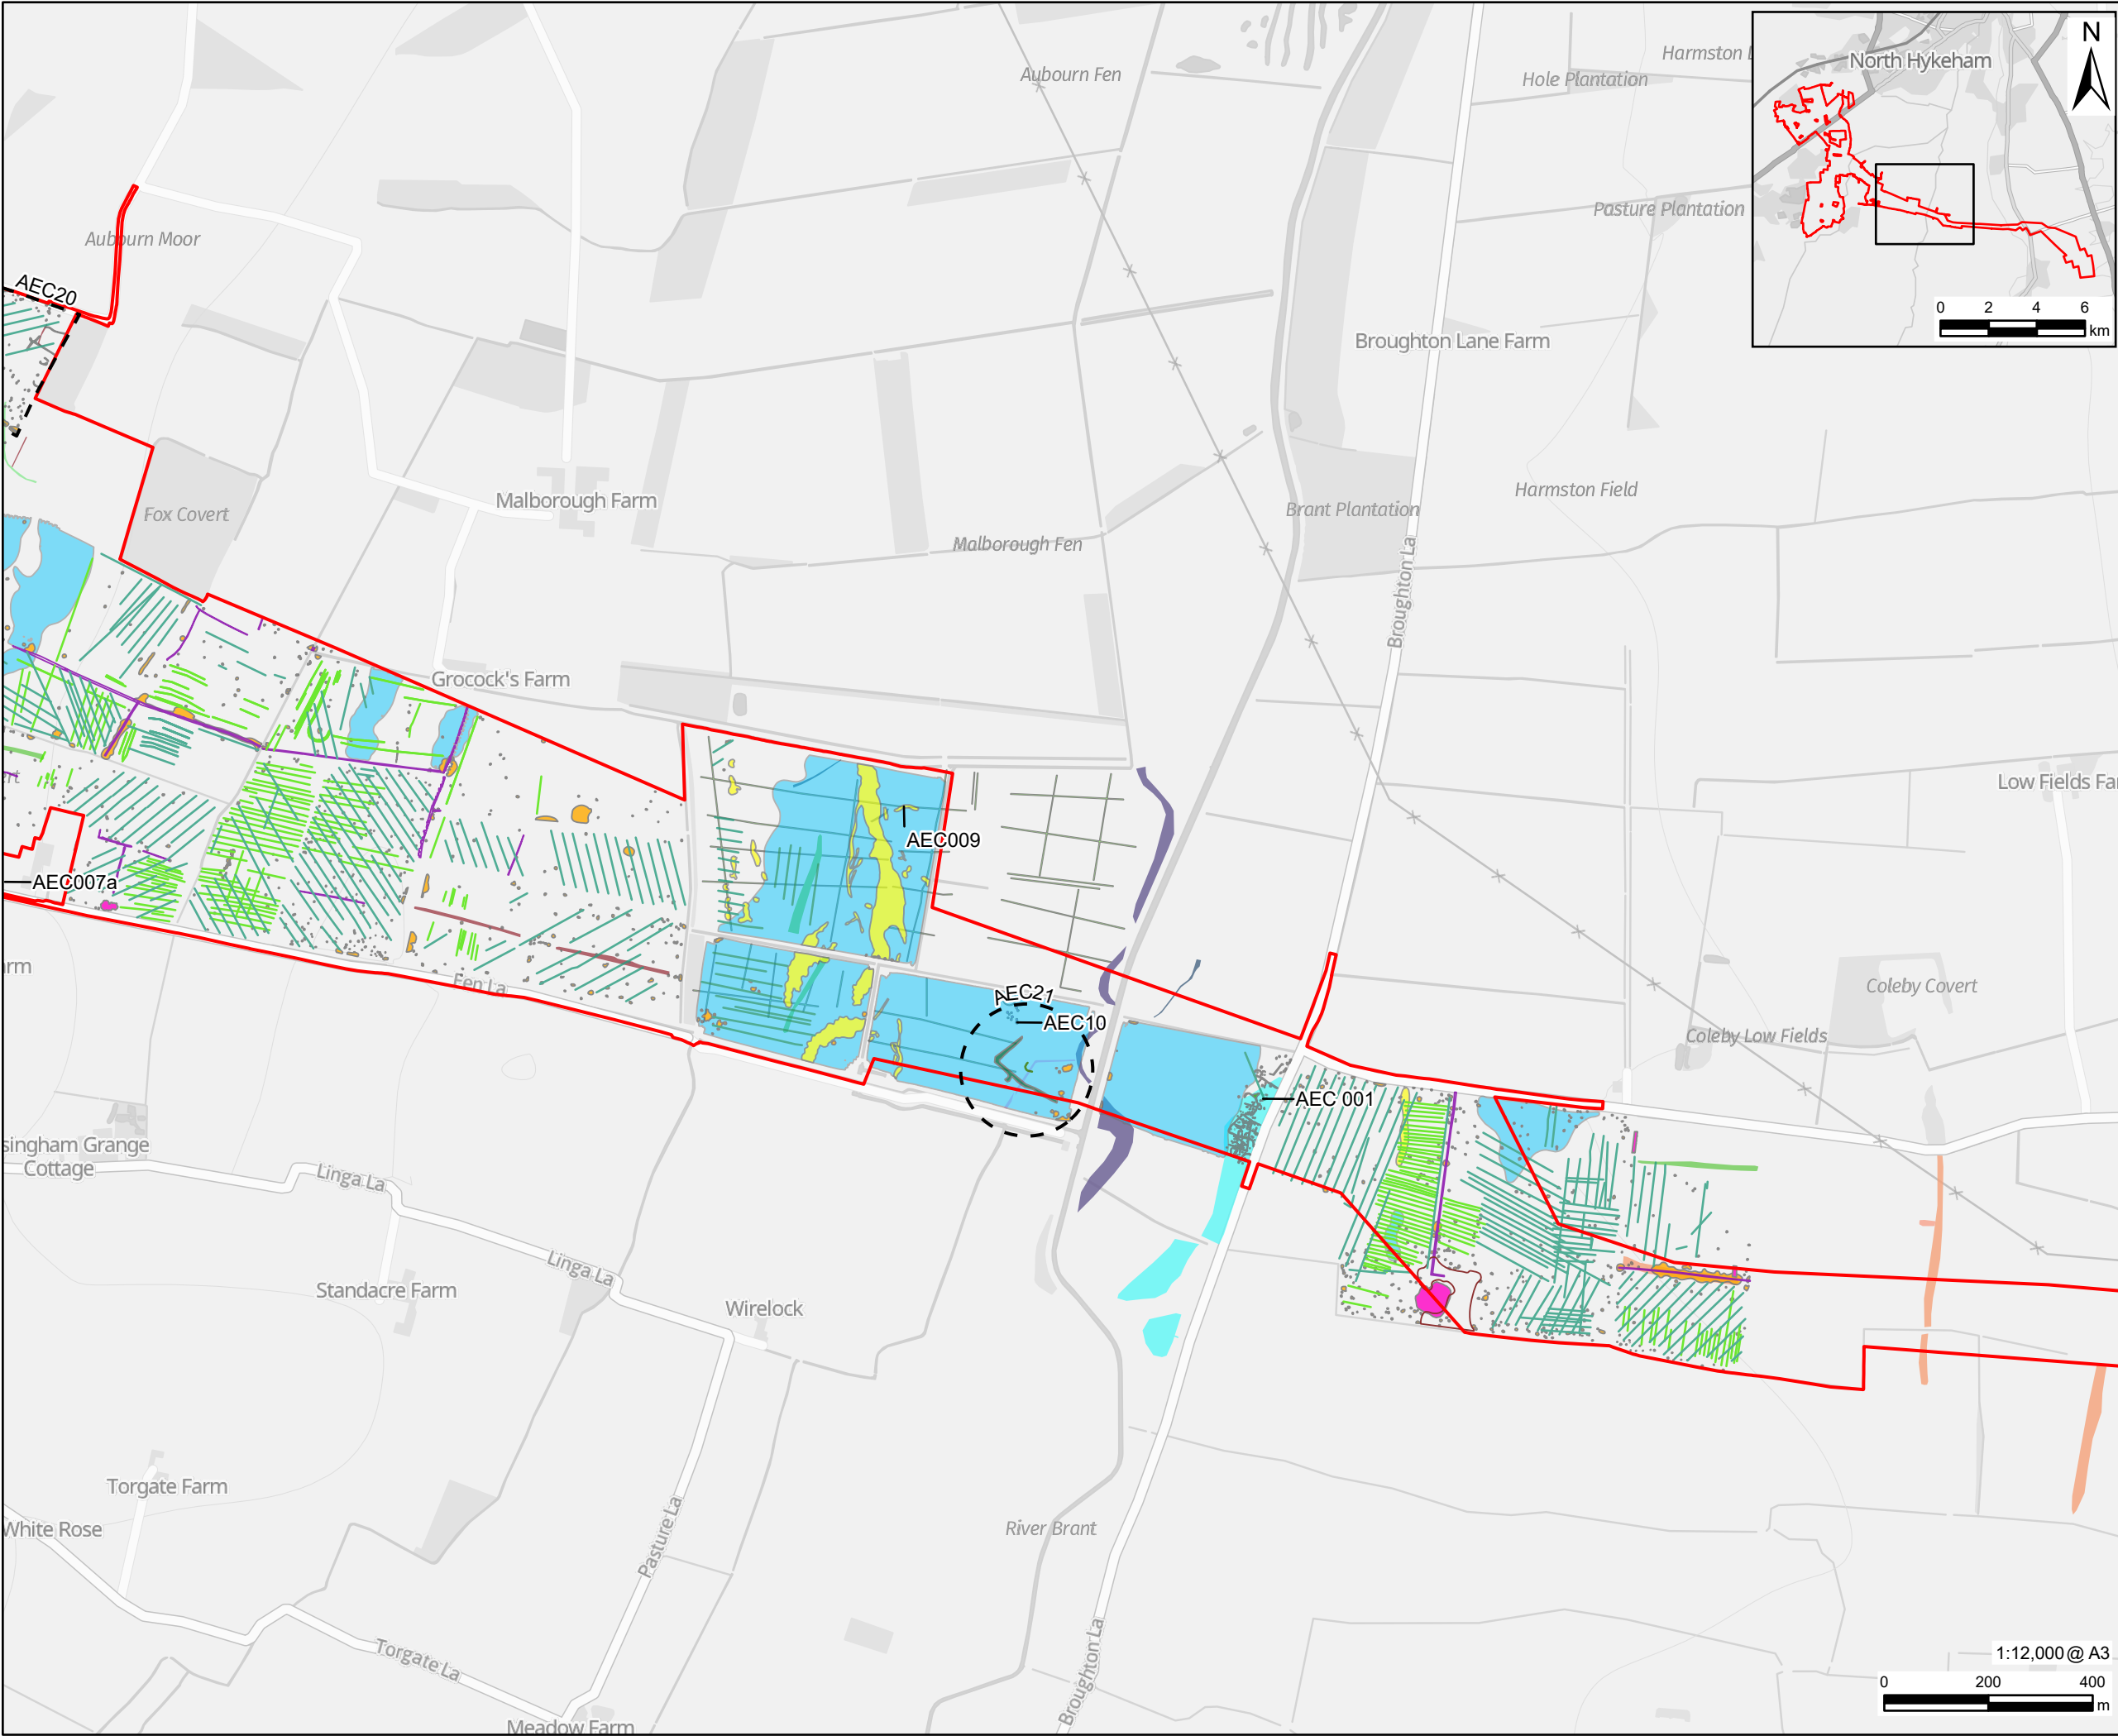 Aubourn Fen
Hole Plantation
North Hykeham
N
Pasture Plantation
Aubourn Moor
AEC20
0 2 4 6
km
Broughton Lane Farm
Malborough Farm
Fox Covert
Harmston Field
Brant Plantation
Malborough Fen
Broughton La
Grocock's Farm
Low Fields Far
AEC009
AEC007a
Fen La
Coleby Covert
AEC21
AEC10
Coleby Low Fields
AEC 001
singham Grange
Cottage
Linga La
Linga La
Standacre Farm
Wirelock
Torgate Farm
White Rose
River Brant
Pasture La
Torgate La
Broughton La
Meadow Farm
1:12,000 @ A3
0 200 400
m